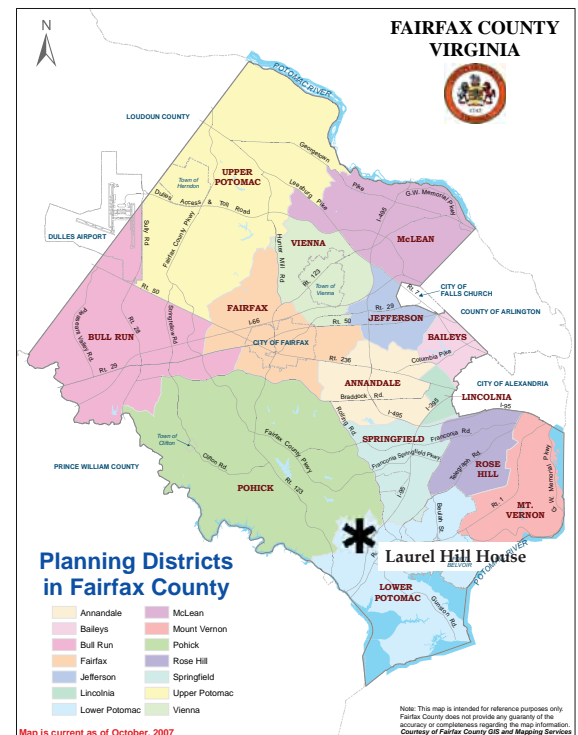 N
FAIRFAX COUNTY
VIRGINIA
POTOMAC RIVER
LOUDOUN COUNTY
Georgetown
Pike
Town of
Herndon
UPPER
POTOMAC
Leesburg
Pike
G.W. Memorial Pkwy
I-495
Dulles Access & Toll Road
McLEAN
Sully Rd
Fairfax County Pkwy
Hunter Mill Rd
VIENNA
DULLES AIRPORT
Rt. 123
Town of
Vienna
Rt. 7
CITY OF
FALLS CHURCH
COUNTY OF ARLINGTON
Rt. 50
FAIRFAX
Rt. 29
JEFFERSON
Pleasant Valley Rd.
Rt. 28
I-66
Rt. 50
BULL RUN
CITY OF FAIRFAX
BAILEYS
Rt. 29
Rt. 236
Columbia Pike
ANNANDALE
CITY OF ALEXANDRIA
Braddock Rd.
LINCOLNIA
I-395
I-95
I-495
Rolling Rd.
Town of
Clifton
Fairfax County Pkwy
SPRINGFIELD
Franconia Rd.
Franconia Springfield Pkwy
PRINCE WILLIAM COUNTY
Clifton Rd.
Telegraph Rd.
ROSE
HILL
G. W. Memorial Pkwy
POHICK
Rt. 123
I-95
Rt. 1
MT.
VERNON
Beulah St.
Laurel Hill House
BELVOIR
POTOMAC RIVER
LOWER
POTOMAC
Gunston Rd.
Planning Districts
in Fairfax County
Annandale
McLean
Baileys
Mount Vernon
Bull Run
Pohick
Fairfax
Rose Hill
Jefferson
Springfield
Lincolnia
Upper Potomac
Lower Potomac
Vienna
Note: This map is intended for reference purposes only.
Fairfax County does not provide any guaranty of the
accuracy or completeness regarding the map information.
Courtesy of Fairfax County GIS and Mapping Services
Map is current as of October, 2007